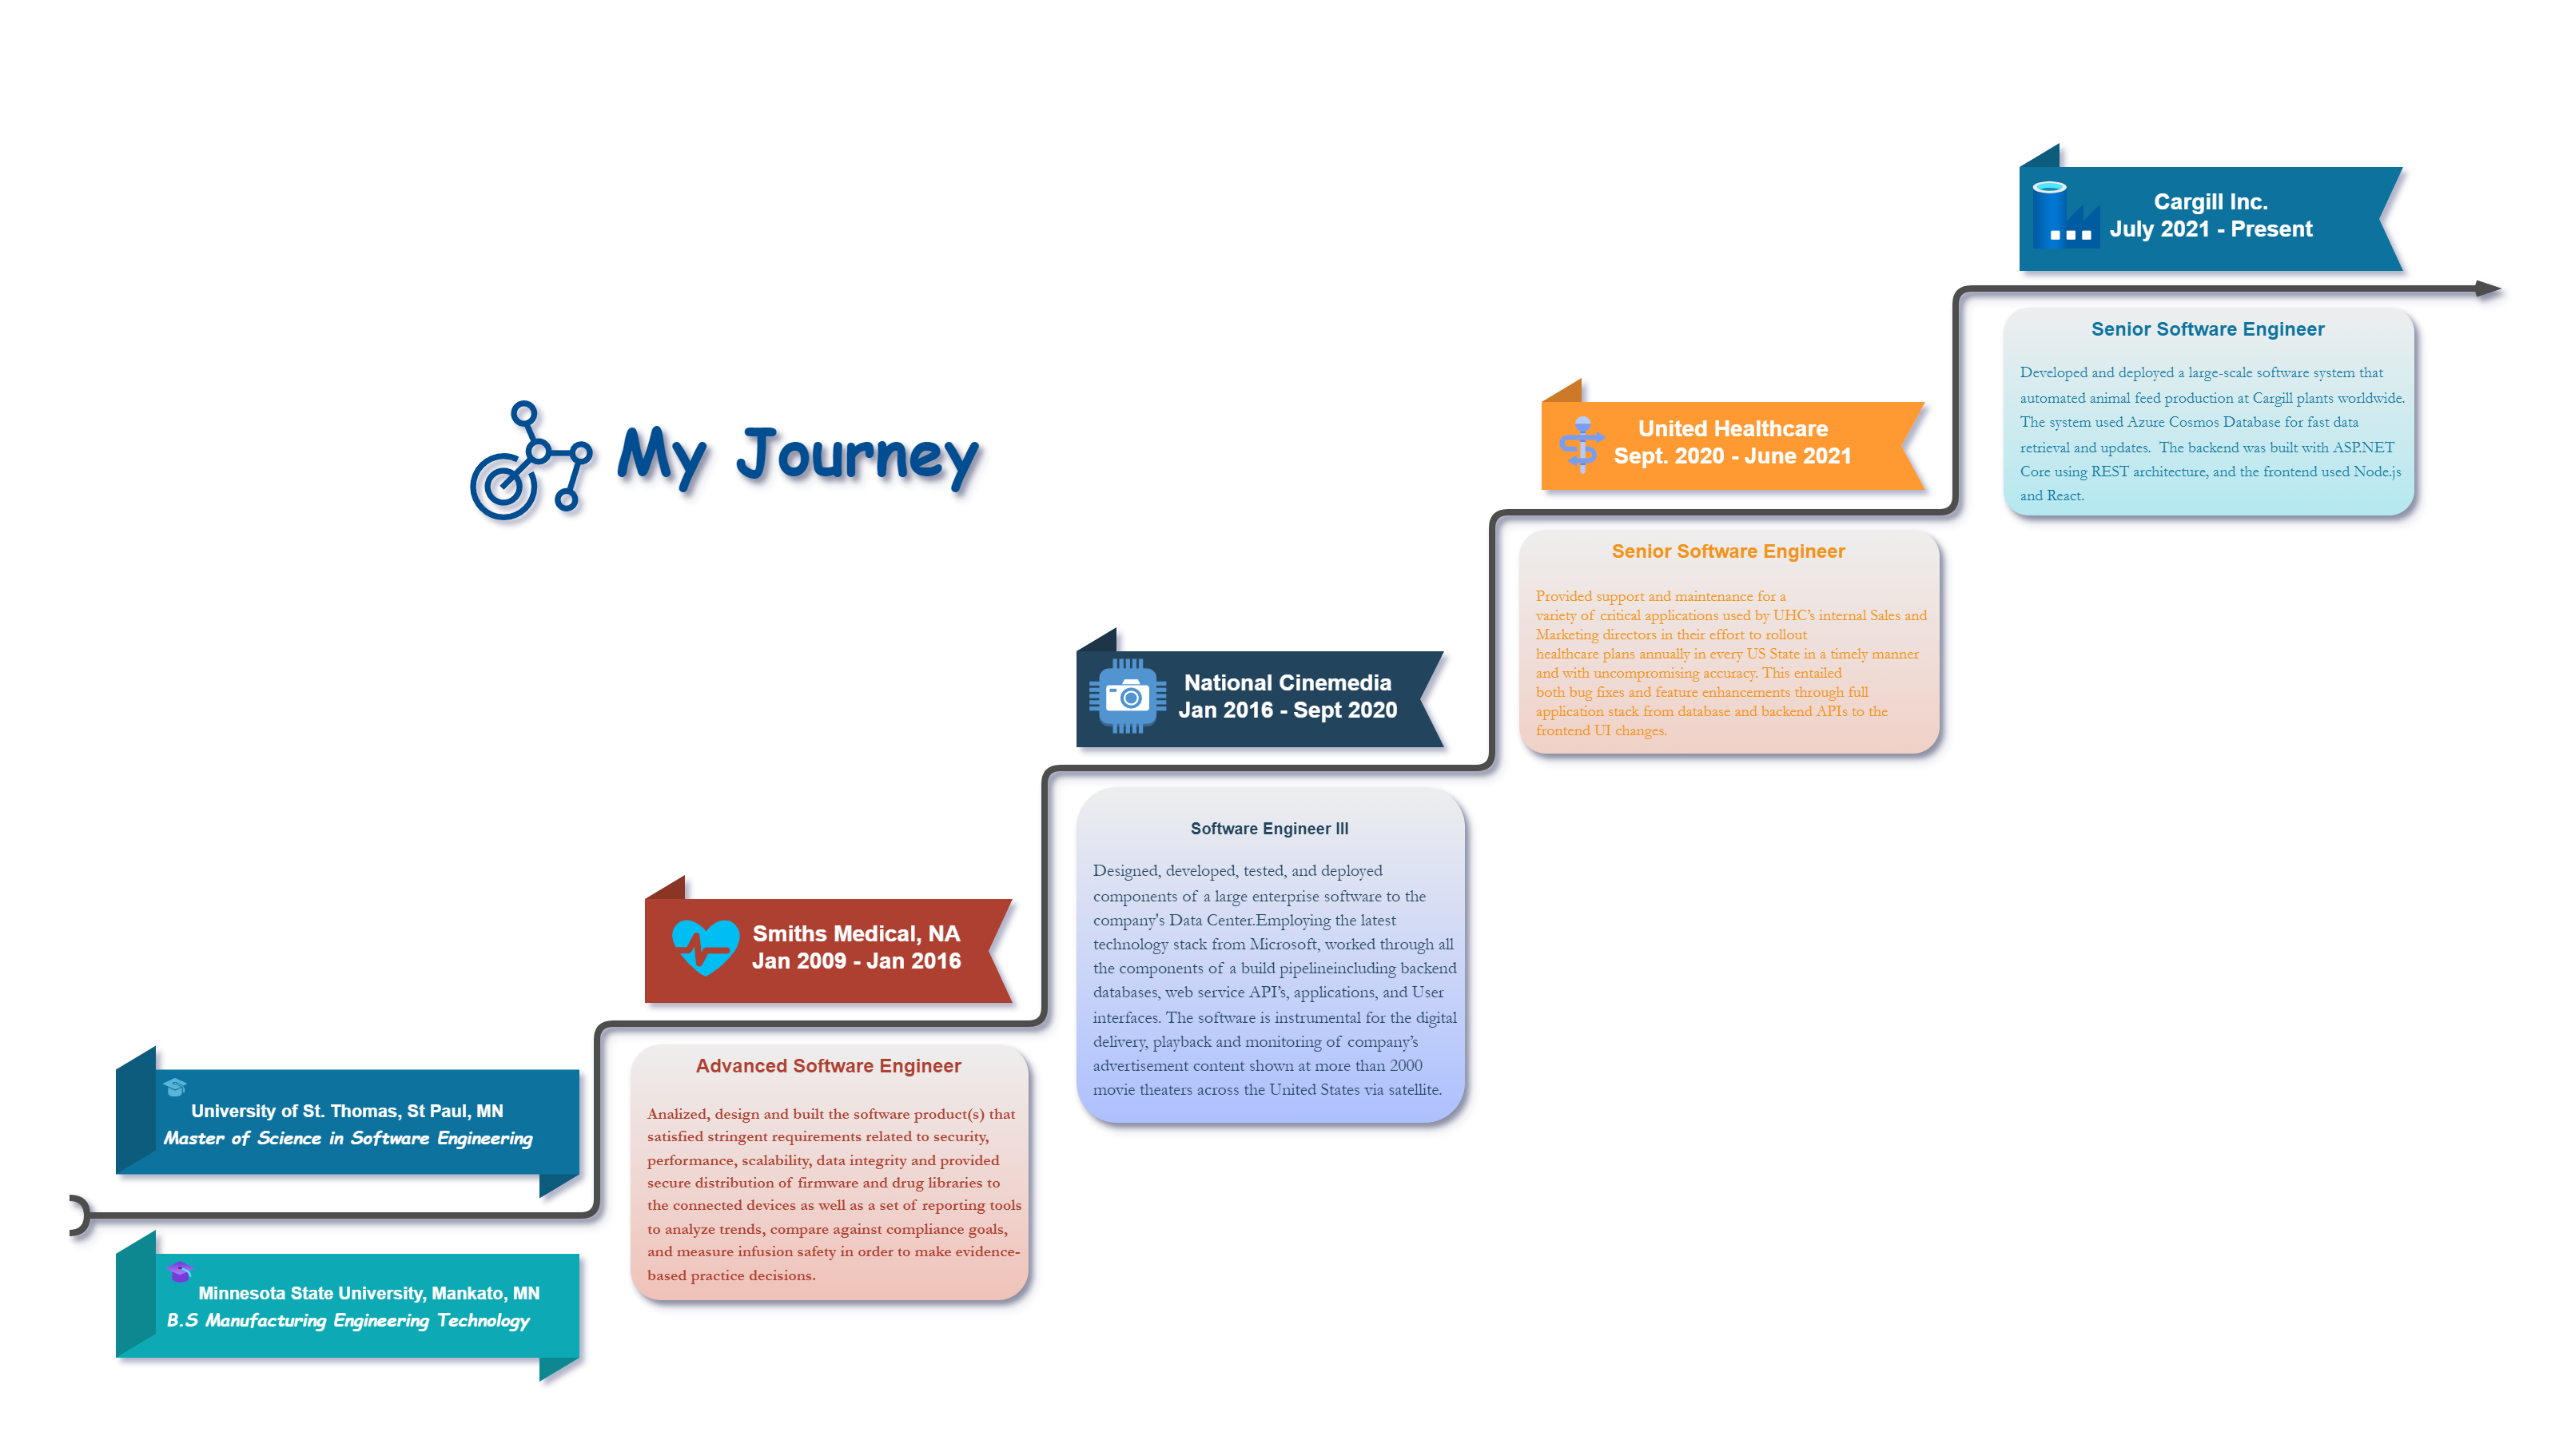 My Journey
University of St. Thomas, St Paul, MN
Master of Science in Software Engineering
Minnesota State University, Mankato, MN
B.S Manufacturing Engineering Technology
Smiths Medical, NA
Jan 2009 - Jan 2016
Advanced Software Engineer
Analized, design and built the software product(s) that
satisfied stringent requirements related to security,
performance, scalability, data integrity and provided
secure distribution of firmware and drug libraries to
the connected devices as well as a set of reporting tools
to analyze trends, compare against compliance goals,
and measure infusion safety in order to make evidence-
based practice decisions.
National Cinemedia
Jan 2016 - Sept 2020
Software Engineer III
Designed, developed, tested, and deployed
components of a large enterprise software to the
company's Data Center.Employing the latest
technology stack from Microsoft, worked through all
the components of a build pipelineincluding backend
databases, web service API’s, applications, and User
interfaces. The software is instrumental for the digital
delivery, playback and monitoring of company’s
advertisement content shown at more than 2000
movie theaters across the United States via satellite.
United Healthcare
Sept. 2020 - June 2021
Senior Software Engineer
Provided support and maintenance for a
variety of critical applications used by UHC’s internal Sales and
Marketing directors in their effort to rollout
healthcare plans annually in every US State in a timely manner
and with uncompromising accuracy. This entailed
both bug fixes and feature enhancements through full
application stack from database and backend APIs to the
frontend UI changes.
Cargill Inc.
July 2021 - Present
Senior Software Engineer
Developed and deployed a large-scale software system that
automated animal feed production at Cargill plants worldwide.
The system used Azure Cosmos Database for fast data
retrieval and updates.  The backend was built with ASP.NET
Core using REST architecture, and the frontend used Node.js
and React.